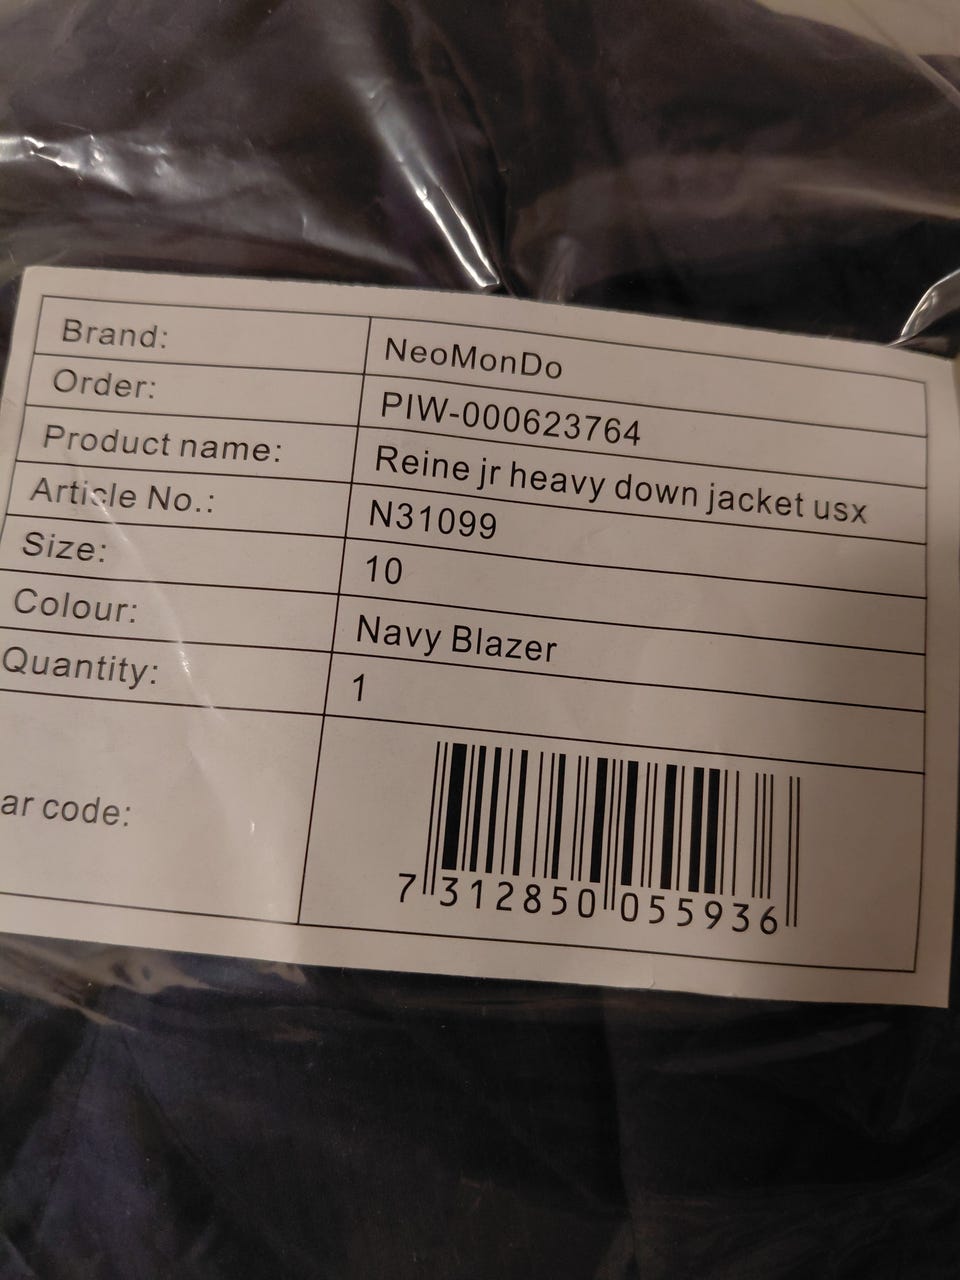 Brand: NeoMonDo
Order: PIW-000623764
Product name: Reine jr heavy down jacket usx
Article No.: N31099
Size: 10
Colour: Navy Blazer
Quantity: 1
ar code:
7 312850 055936